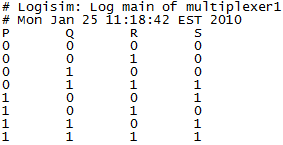 # Logisim: Log main of multiplexer1
# Mon Jan 25 11:18:42 EST 2010
P Q R S
0 0 0 0
0 0 1 0
0 1 0 0
0 1 1 1
1 0 0 1
1 0 1 0
1 1 0 1
1 1 1 1